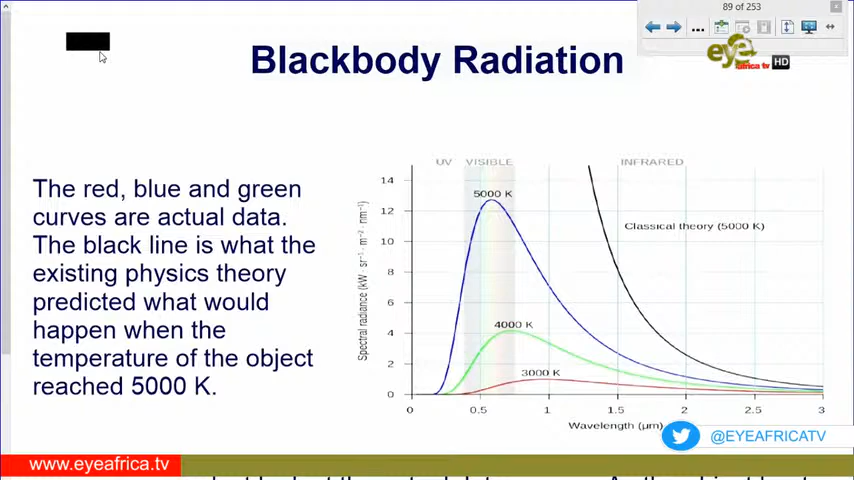 89 of 253
eye
africa tv HD
Blackbody Radiation
The red, blue and green
curves are actual data.
The black line is what the
existing physics theory
predicted what would
happen when the
temperature of the object
reached 5000 K.
UV VISIBLE INFRARED
14
12
10
8
6
4
2
0
Spectral radiance (kW · sr⁻¹ · m⁻² · nm⁻¹)
5000 K
Classical theory (5000 K)
4000 K
3000 K
0 0.5 1 1.5 2 2.5 3
Wavelength (μm)
@EYEAFRICATV
www.eyeafrica.tv